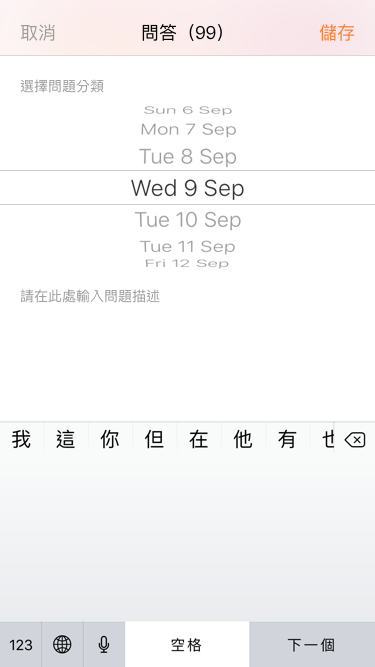 取消 問答（99） 儲存
選擇問題分類
Sun 6 Sep
Mon 7 Sep
Tue 8 Sep
Wed 9 Sep
Tue 10 Sep
Tue 11 Sep
Fri 12 Sep
請在此處輸入問題描述
我 這 你 但 在 他 有
123 空格 下一個